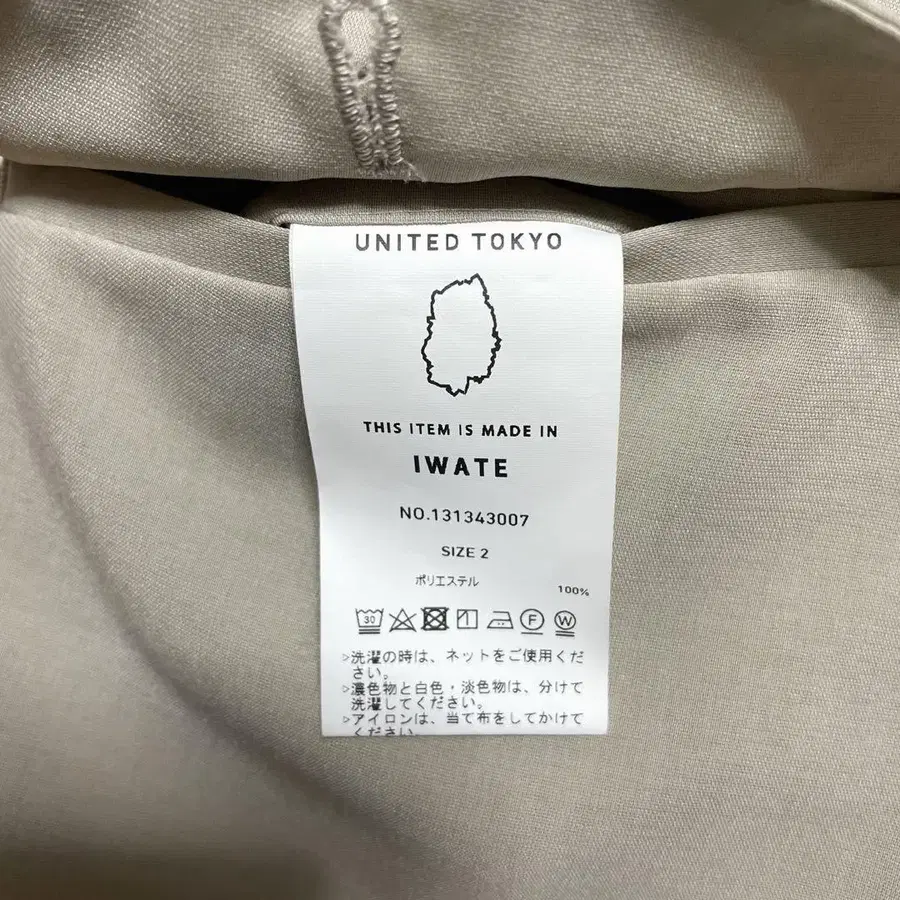 UNITED TOKYO
THIS ITEM IS MADE IN
IWATE
NO.131343007
SIZE 2
ポリエステル
100%
30 F W
▷洗濯の時は、ネットをご使用くだ
さい。
▷濃色物と白色・淡色物は、分けて
洗濯してください。
▷アイロンは、当て布をしてかけて
ください。